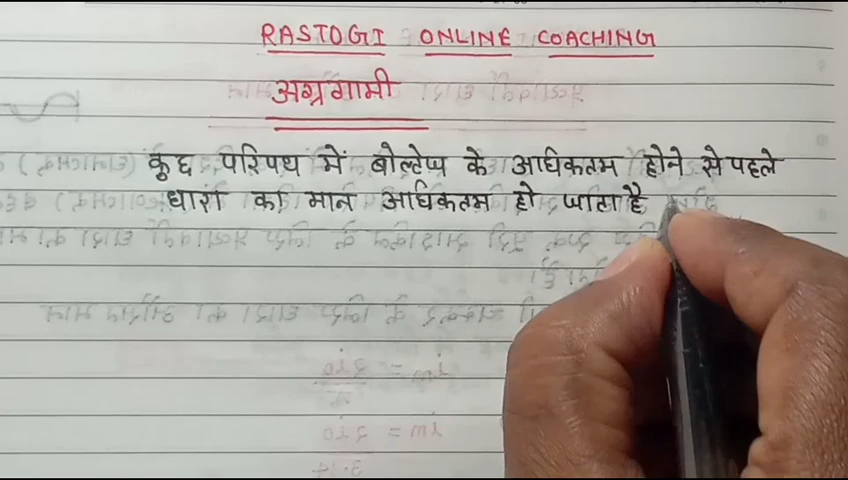 RASTOGI ONLINE COACHING
अग्रगामी
कुछ परिपथ में वोल्टेज के अधिकतम होने से पहले
धारा का मान अधिकतम हो जाता है